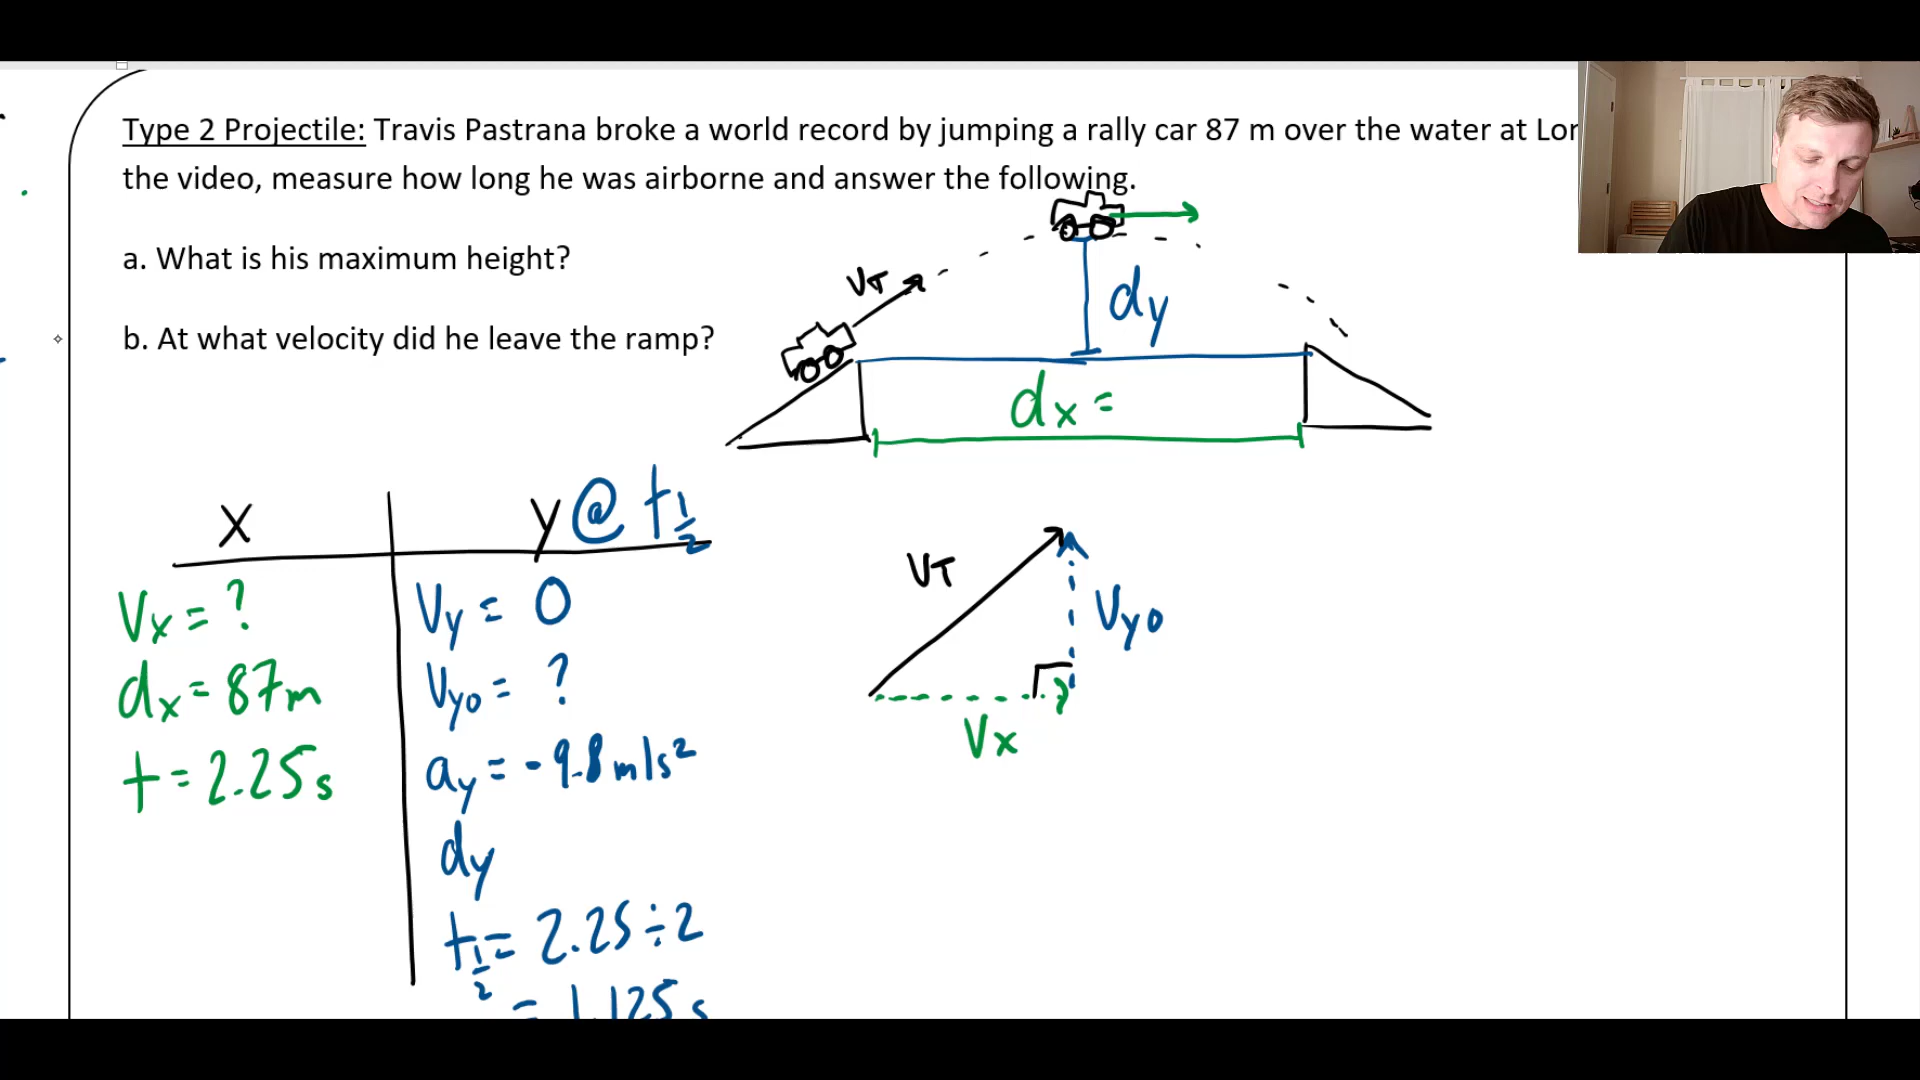 Type 2 Projectile: Travis Pastrana broke a world record by jumping a rally car 87 m over the water at Lon
the video, measure how long he was airborne and answer the following.
a. What is his maximum height?
b. At what velocity did he leave the ramp?
VT
dy
dx =
x
y @ t1/2
Vx = ?
dx = 87m
t = 2.25 s
Vy = 0
Vyo = ?
ay = -9.8 m/s²
dy
t1/2 = 2.25 ÷ 2
= 1.125 s
VT
Vyo
Vx